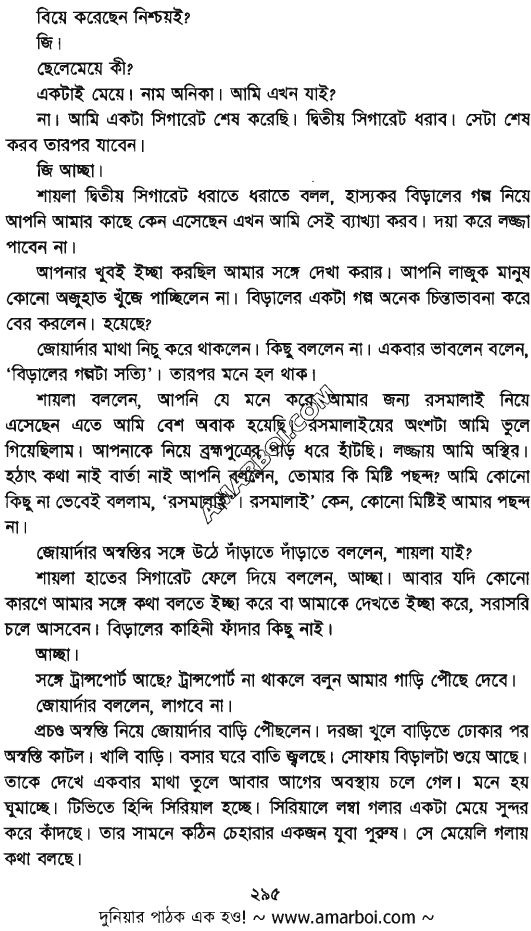 বিয়ে করেছেন নিশ্চয়ই?
জি।
ছেলেমেয়ে কী?
একটাই মেয়ে। নাম অনিকা। আমি এখন যাই?
না। আমি একটা সিগারেট শেষ করেছি। দ্বিতীয় সিগারেট ধরাব। সেটা শেষ
করব তারপর যাবেন।
জি আচ্ছা।
শায়লা দ্বিতীয় সিগারেট ধরাতে ধরাতে বলল, হাস্যকর বিড়ালের গল্প নিয়ে
আপনি আমার কাছে কেন এসেছেন এখন আমি সেই ব্যাখ্যা করব। দয়া করে লজ্জা
পাবেন না।
আপনার খুবই ইচ্ছা করছিল আমার সঙ্গে দেখা করার। আপনি লাজুক মানুষ
কোনো অজুহাত খুঁজে পাচ্ছিলেন না। বিড়ালের একটা গল্প অনেক চিন্তাভাবনা করে
বের করলেন। হয়েছে?
জোয়ার্দার মাথা নিচু করে থাকলেন। কিছু বললেন না। একবার ভাবলেন বলেন,
‘বিড়ালের গল্পটা সত্যি’। তারপর মনে হল থাক।
শায়লা বললেন, আপনি যে মনে করে আমার জন্য রসমালাই নিয়ে
এসেছেন এতে আমি বেশ অবাক হয়েছি। রসমালাইয়ের অংশটা আমি ভুলে
গিয়েছিলাম। আপনাকে নিয়ে ব্রহ্মপুত্রের পাড় ধরে হাঁটছি। লজ্জায় আমি অস্থির।
হঠাৎ কথা নাই বার্তা নাই আপনি বললেন, তোমার কি মিষ্টি পছন্দ? আমি কোনো
কিছু না ভেবেই বললাম, ‘রসমালাই’। রসমালাই’ কেন, কোনো মিষ্টিই আমার পছন্দ
না।
জোয়ার্দার অস্বস্তির সঙ্গে উঠে দাঁড়াতে দাঁড়াতে বললেন, শায়লা যাই?
শায়লা হাতের সিগারেট ফেলে দিয়ে বললেন, আচ্ছা। আবার যদি কোনো
কারণে আমার সঙ্গে কথা বলতে ইচ্ছা করে বা আমাকে দেখতে ইচ্ছা করে, সরাসরি
চলে আসবেন। বিড়ালের কাহিনী ফাঁদার কিছু নাই।
আচ্ছা।
সঙ্গে ট্রান্সপোর্ট আছে? ট্রান্সপোর্ট না থাকলে বলুন আমার গাড়ি পৌঁছে দেবে।
জোয়ার্দার বললেন, লাগবে না।
প্রচণ্ড অস্বস্তি নিয়ে জোয়ার্দার বাড়ি পৌঁছলেন। দরজা খুলে বাড়িতে ঢোকার পর
অস্বস্তি কাটল। খালি বাড়ি। বসার ঘরে বাতি জ্বলছে। সোফায় বিড়ালটা শুয়ে আছে।
তাকে দেখে একবার মাথা তুলে আবার আগের অবস্থায় চলে গেল। মনে হয়
ঘুমাচ্ছে। টিভিতে হিন্দি সিরিয়াল হচ্ছে। সিরিয়ালে লম্বা গলার একটা মেয়ে সুন্দর
করে কাঁদছে। তার সামনে কঠিন চেহারার একজন যুবা পুরুষ। সে মেয়েলি গলায়
কথা বলছে।
AMARBOI.COM
২৯৫
দুনিয়ার পাঠক এক হও! ~ www.amarboi.com ~